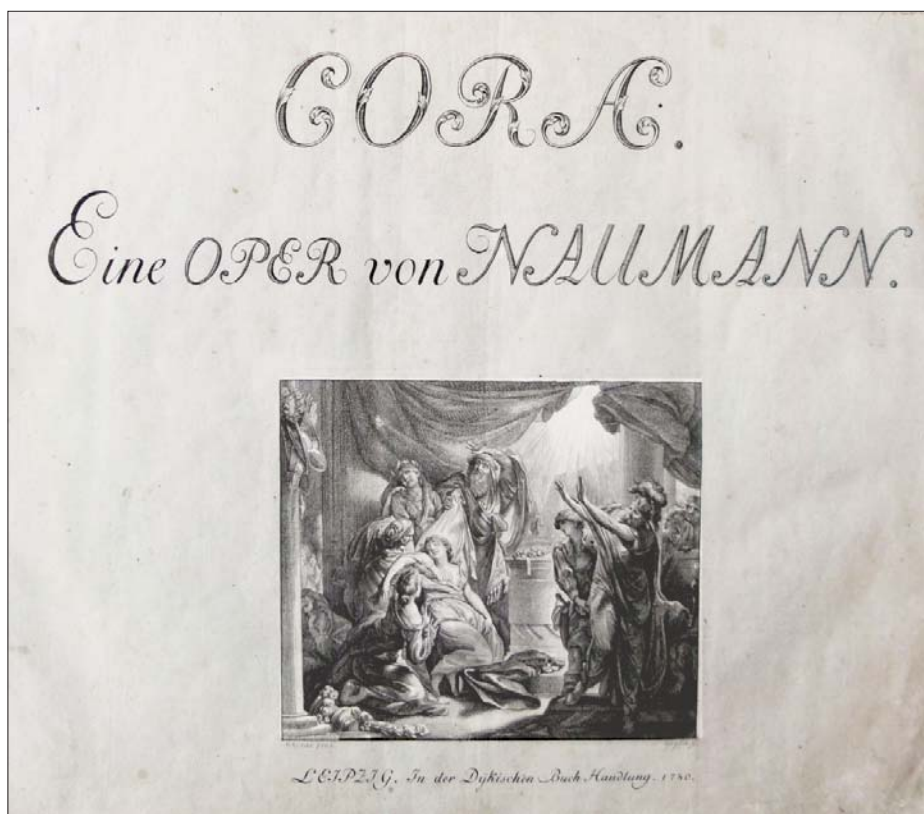 CORA.
Eine OPER von NAUMANN.
LEIPZIG, In der Dykischen Buch Handlung. 1780.